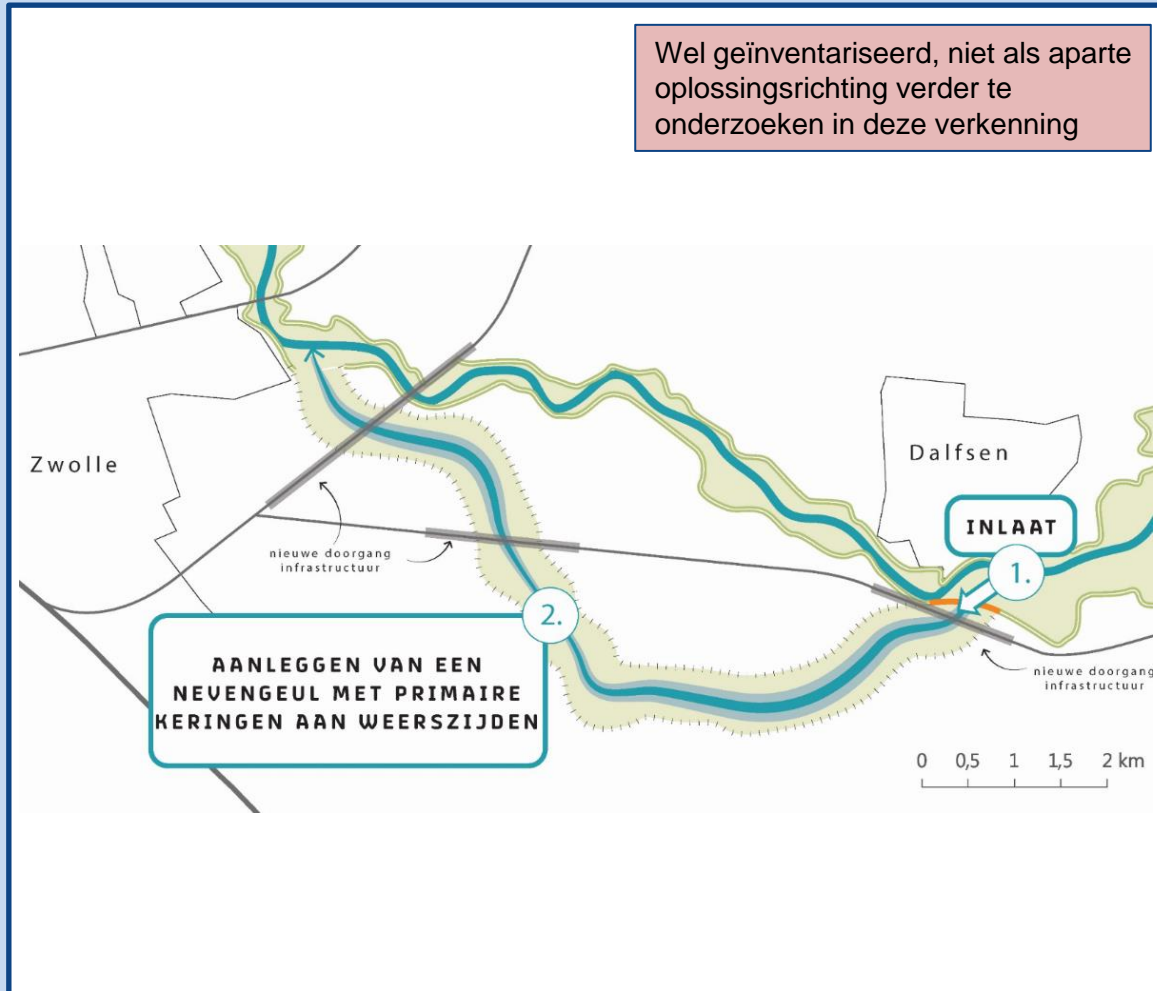 Wel geïnventariseerd, niet als aparte
oplossingsrichting verder te
onderzoeken in deze verkenning
Zwolle
Dalfsen
INLAAT
1.
nieuwe doorgang
infrastructuur
2.
AANLEGGEN VAN EEN
NEVENGEUL MET PRIMAIRE
KERINGEN AAN WEERSZIJDEN
nieuwe doorgang
infrastructuur
0 0,5 1 1,5 2 km